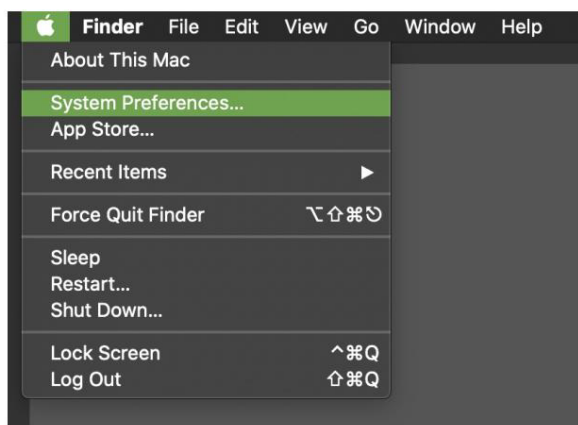 Finder File Edit View Go Window Help
About This Mac
System Preferences...
App Store...
Recent Items ▶
Force Quit Finder ⌥⇧⌘⎋
Sleep
Restart...
Shut Down...
Lock Screen ^⌘Q
Log Out ⇧⌘Q